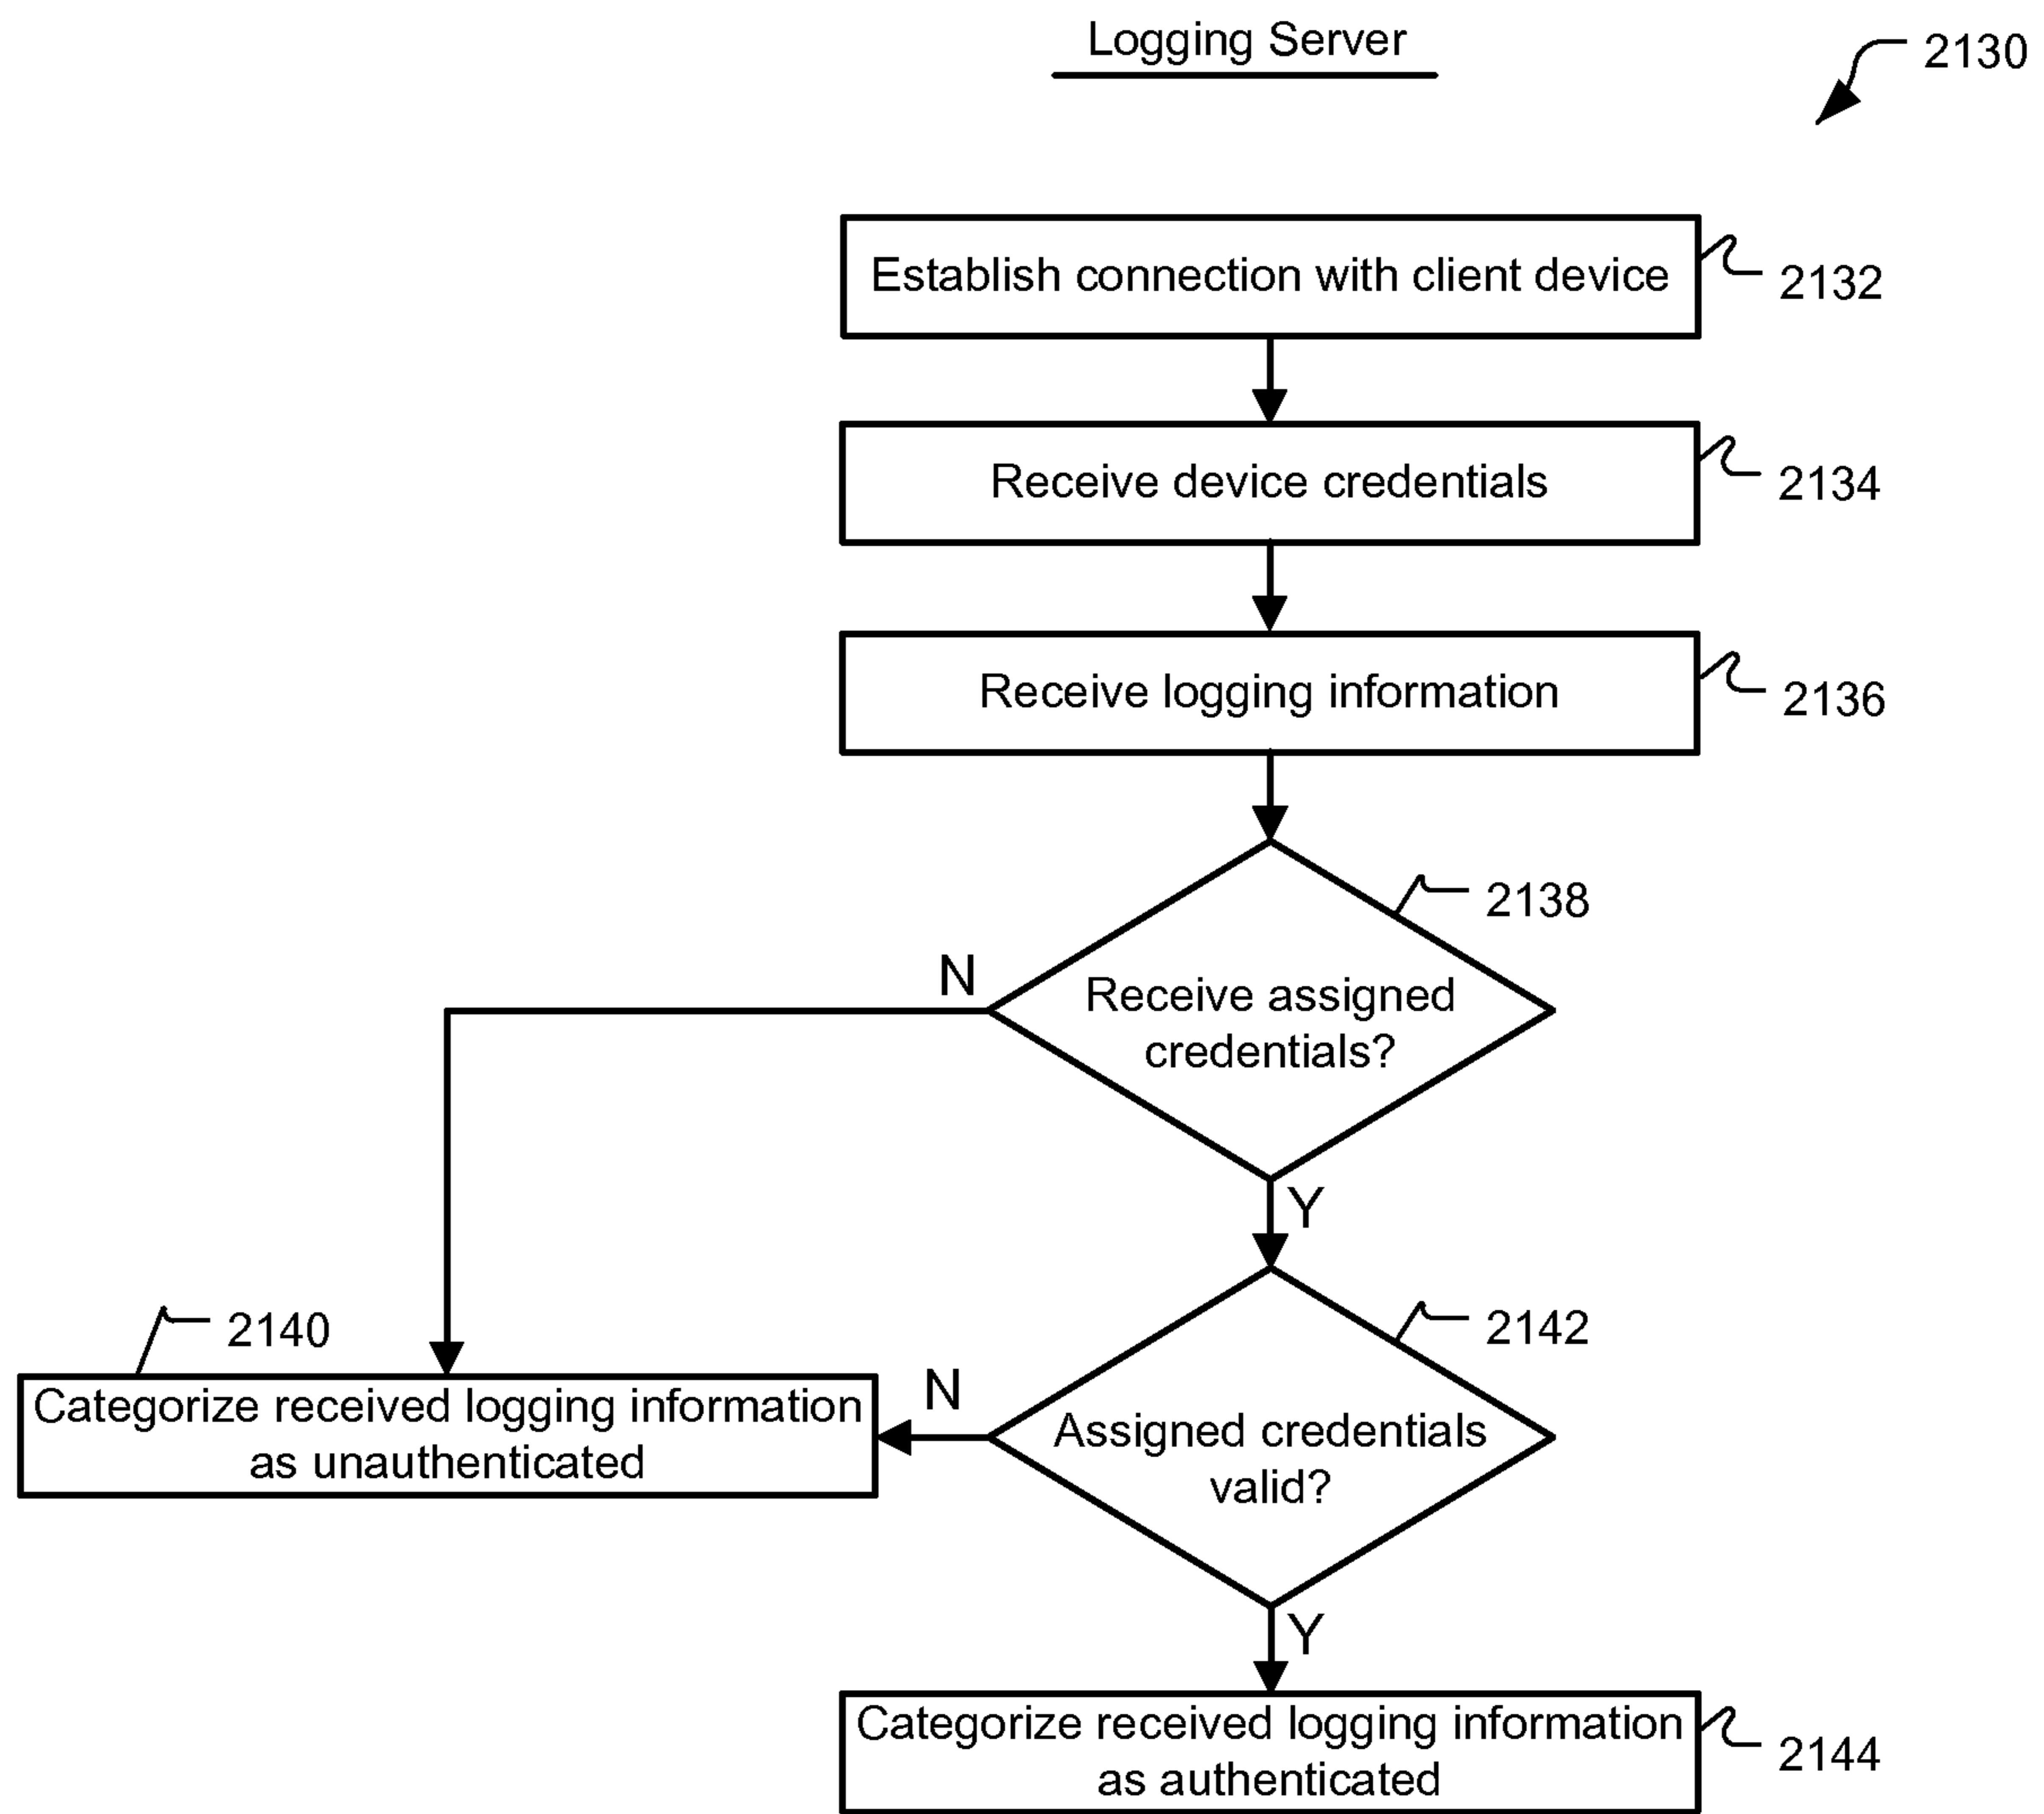 Logging Server
2130
Establish connection with client device
2132
Receive device credentials
2134
Receive logging information
2136
2138
N
Receive assigned
credentials?
Y
2140
2142
Categorize received logging information
as unauthenticated
N
Assigned credentials
valid?
Y
Categorize received logging information
as authenticated
2144